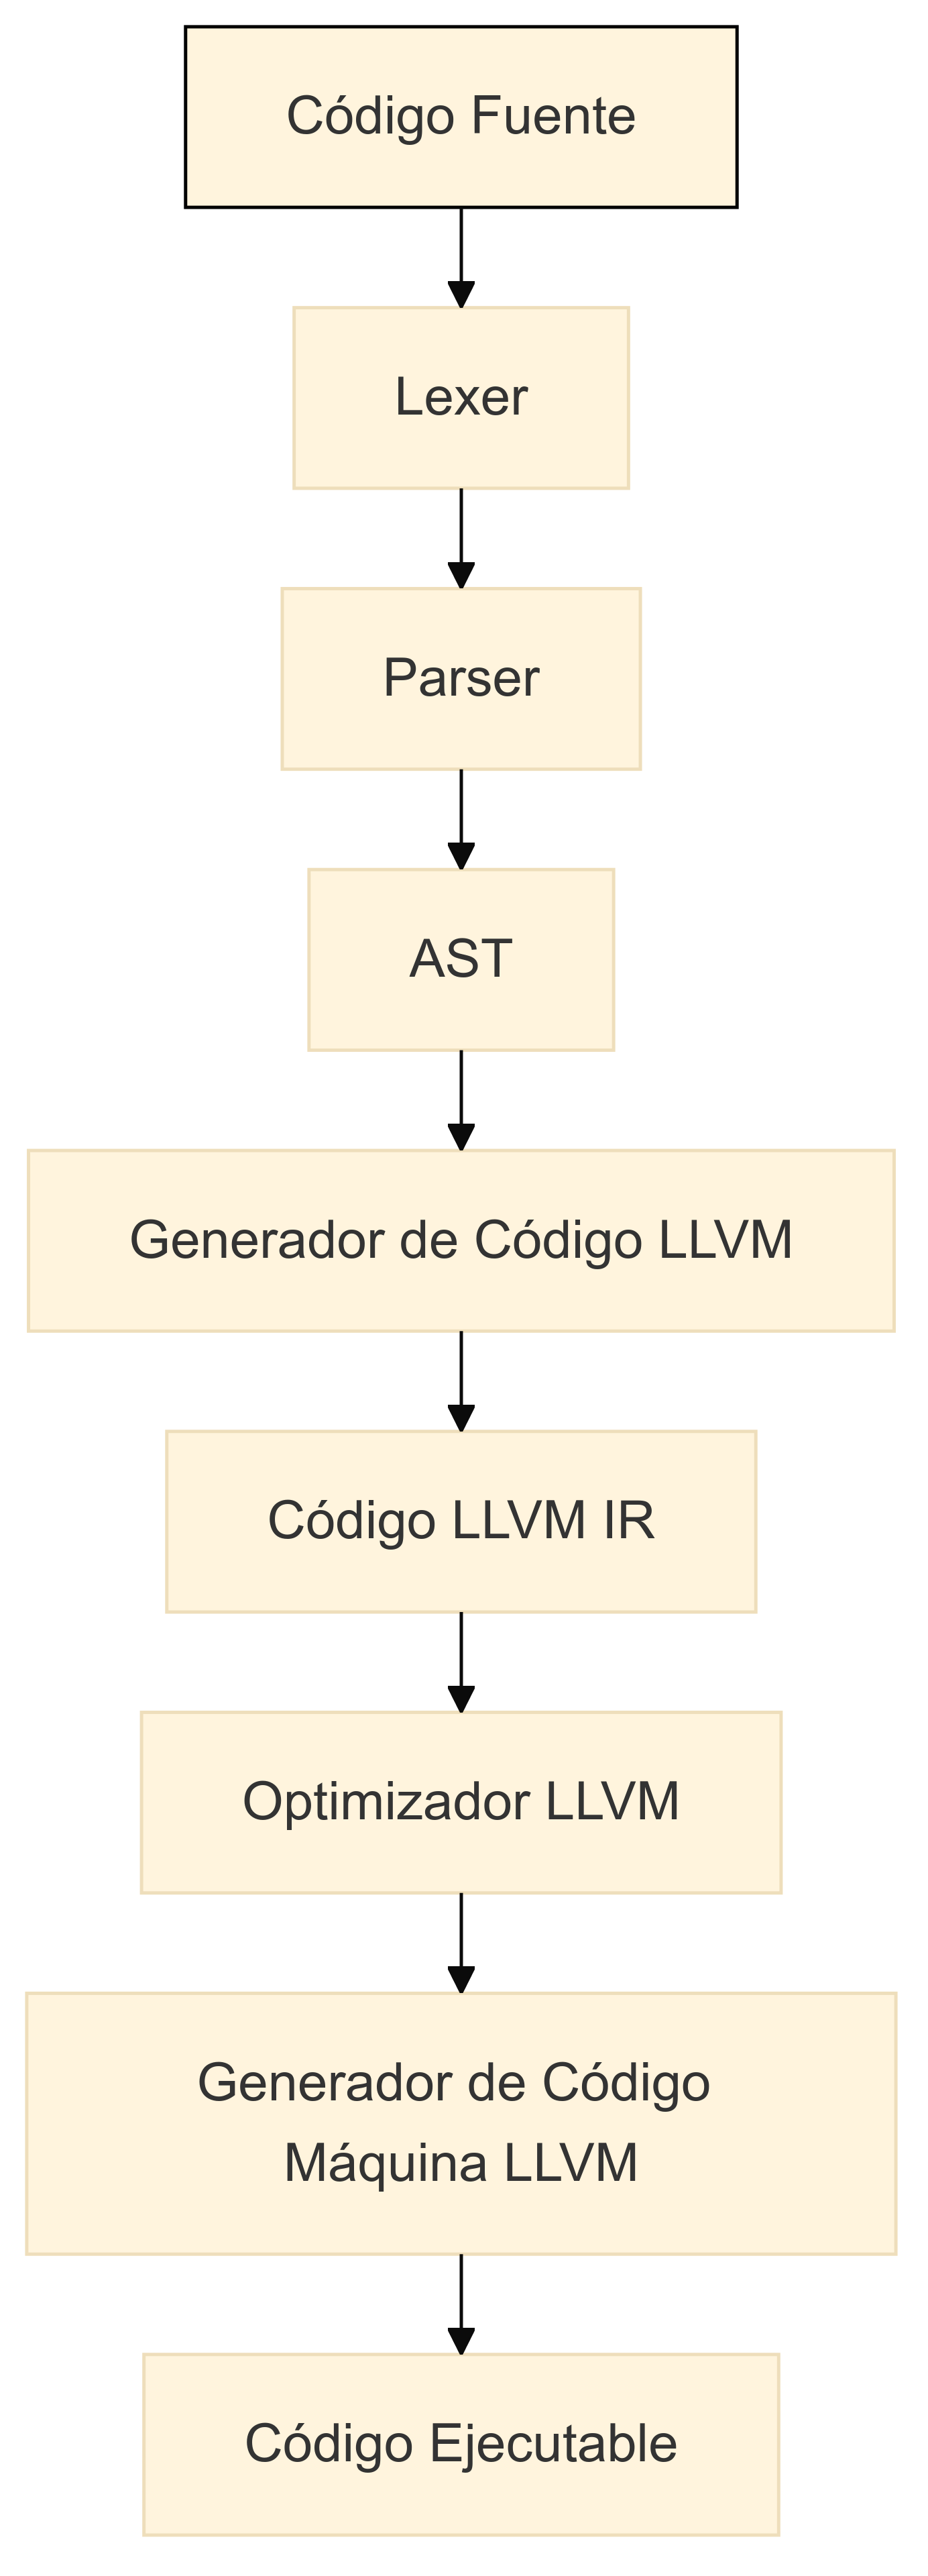 Código Fuente
Lexer
Parser
AST
Generador de Código LLVM
Código LLVM IR
Optimizador LLVM
Generador de Código
Máquina LLVM
Código Ejecutable